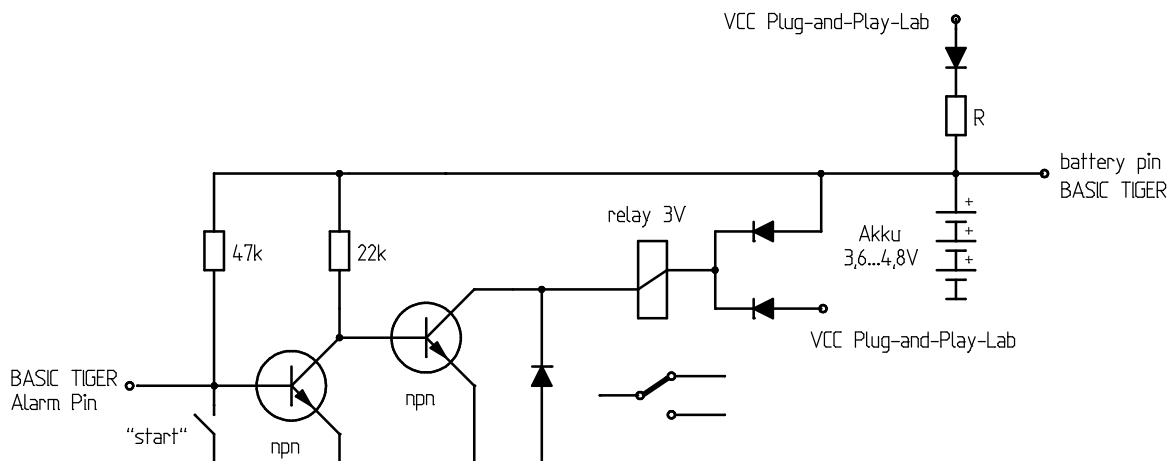 VCC Plug-and-Play-Lab
R
battery pin
BASIC TIGER
relay 3V
+
Akku
+
3,6...4,8V
+
47k
22k
VCC Plug-and-Play-Lab
BASIC TIGER
Alarm Pin
npn
"start"
npn